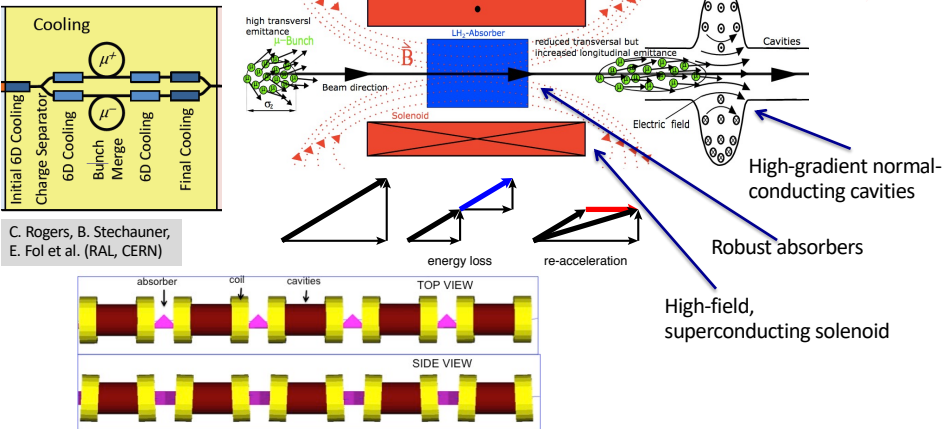 Cooling
μ+
μ−
Initial 6D Cooling
Charge Separator
6D Cooling
Bunch
Merge
6D Cooling
Final Cooling
C. Rogers, B. Stechauner,
E. Fol et al. (RAL, CERN)
high transversl
emittance
μ-Bunch
σz
Beam direction
B
LH2-Absorber
Solenoid
reduced transversal but
increased longitudinal emittance
Cavities
Electric field
High-gradient normal-
conducting cavities
Robust absorbers
High-field,
superconducting solenoid
energy loss
re-acceleration
absorber
coil
cavities
TOP VIEW
SIDE VIEW